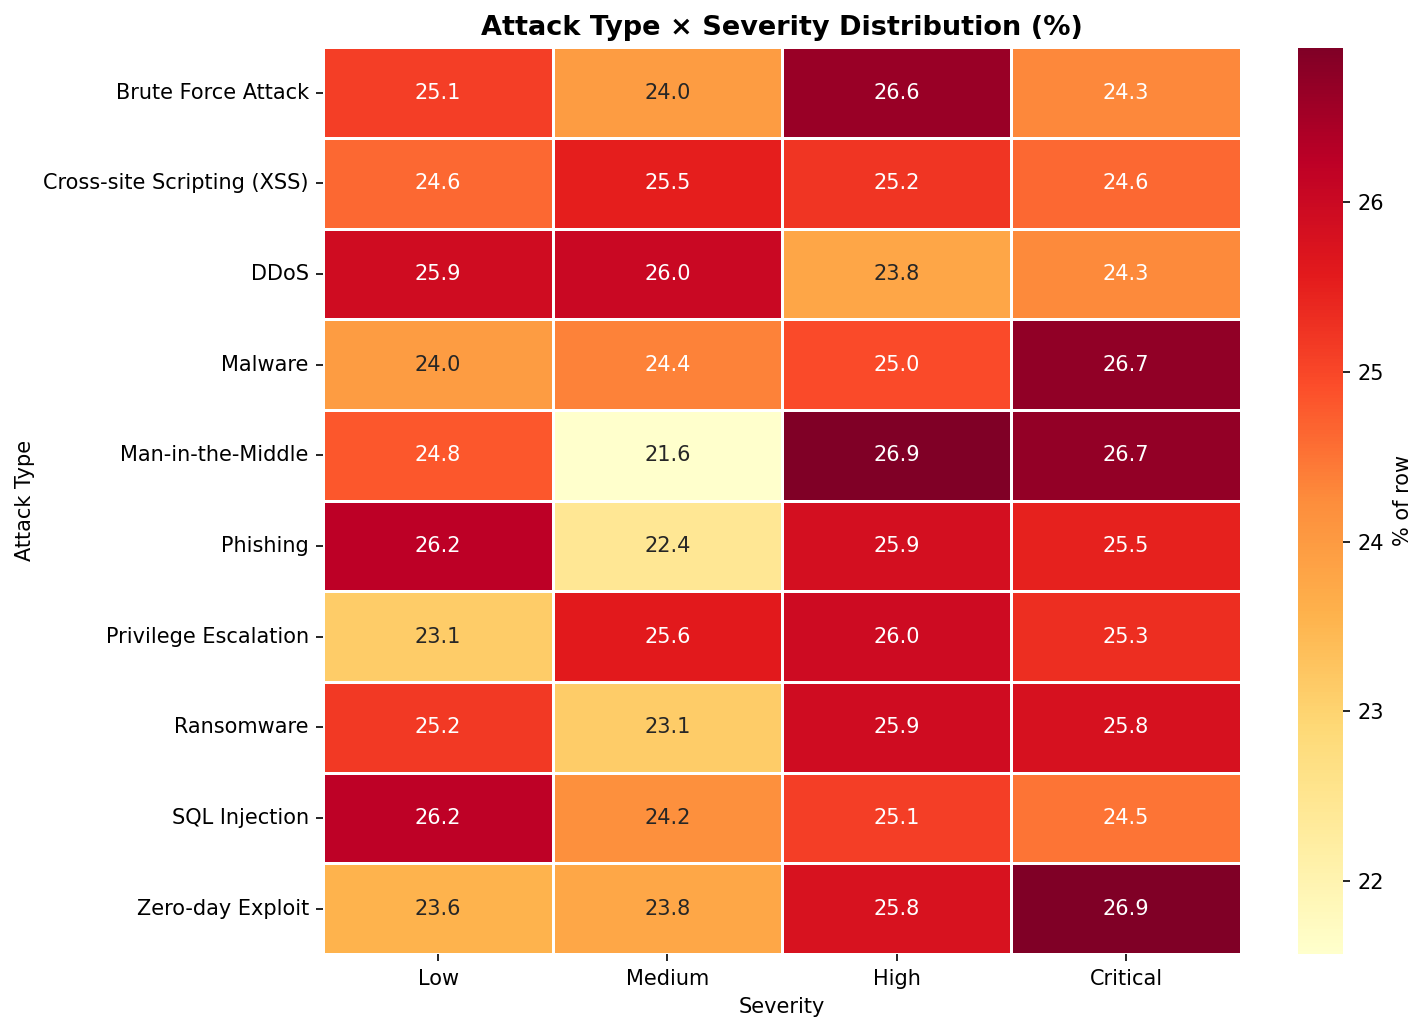 Attack Type × Severity Distribution (%)
Attack Type
Brute Force Attack 25.1 24.0 26.6 24.3
Cross-site Scripting (XSS) 24.6 25.5 25.2 24.6
DDoS 25.9 26.0 23.8 24.3
Malware 24.0 24.4 25.0 26.7
Man-in-the-Middle 24.8 21.6 26.9 26.7
Phishing 26.2 22.4 25.9 25.5
Privilege Escalation 23.1 25.6 26.0 25.3
Ransomware 25.2 23.1 25.9 25.8
SQL Injection 26.2 24.2 25.1 24.5
Zero-day Exploit 23.6 23.8 25.8 26.9
Low Medium High Critical
Severity
26
25
24
23
22
% of row